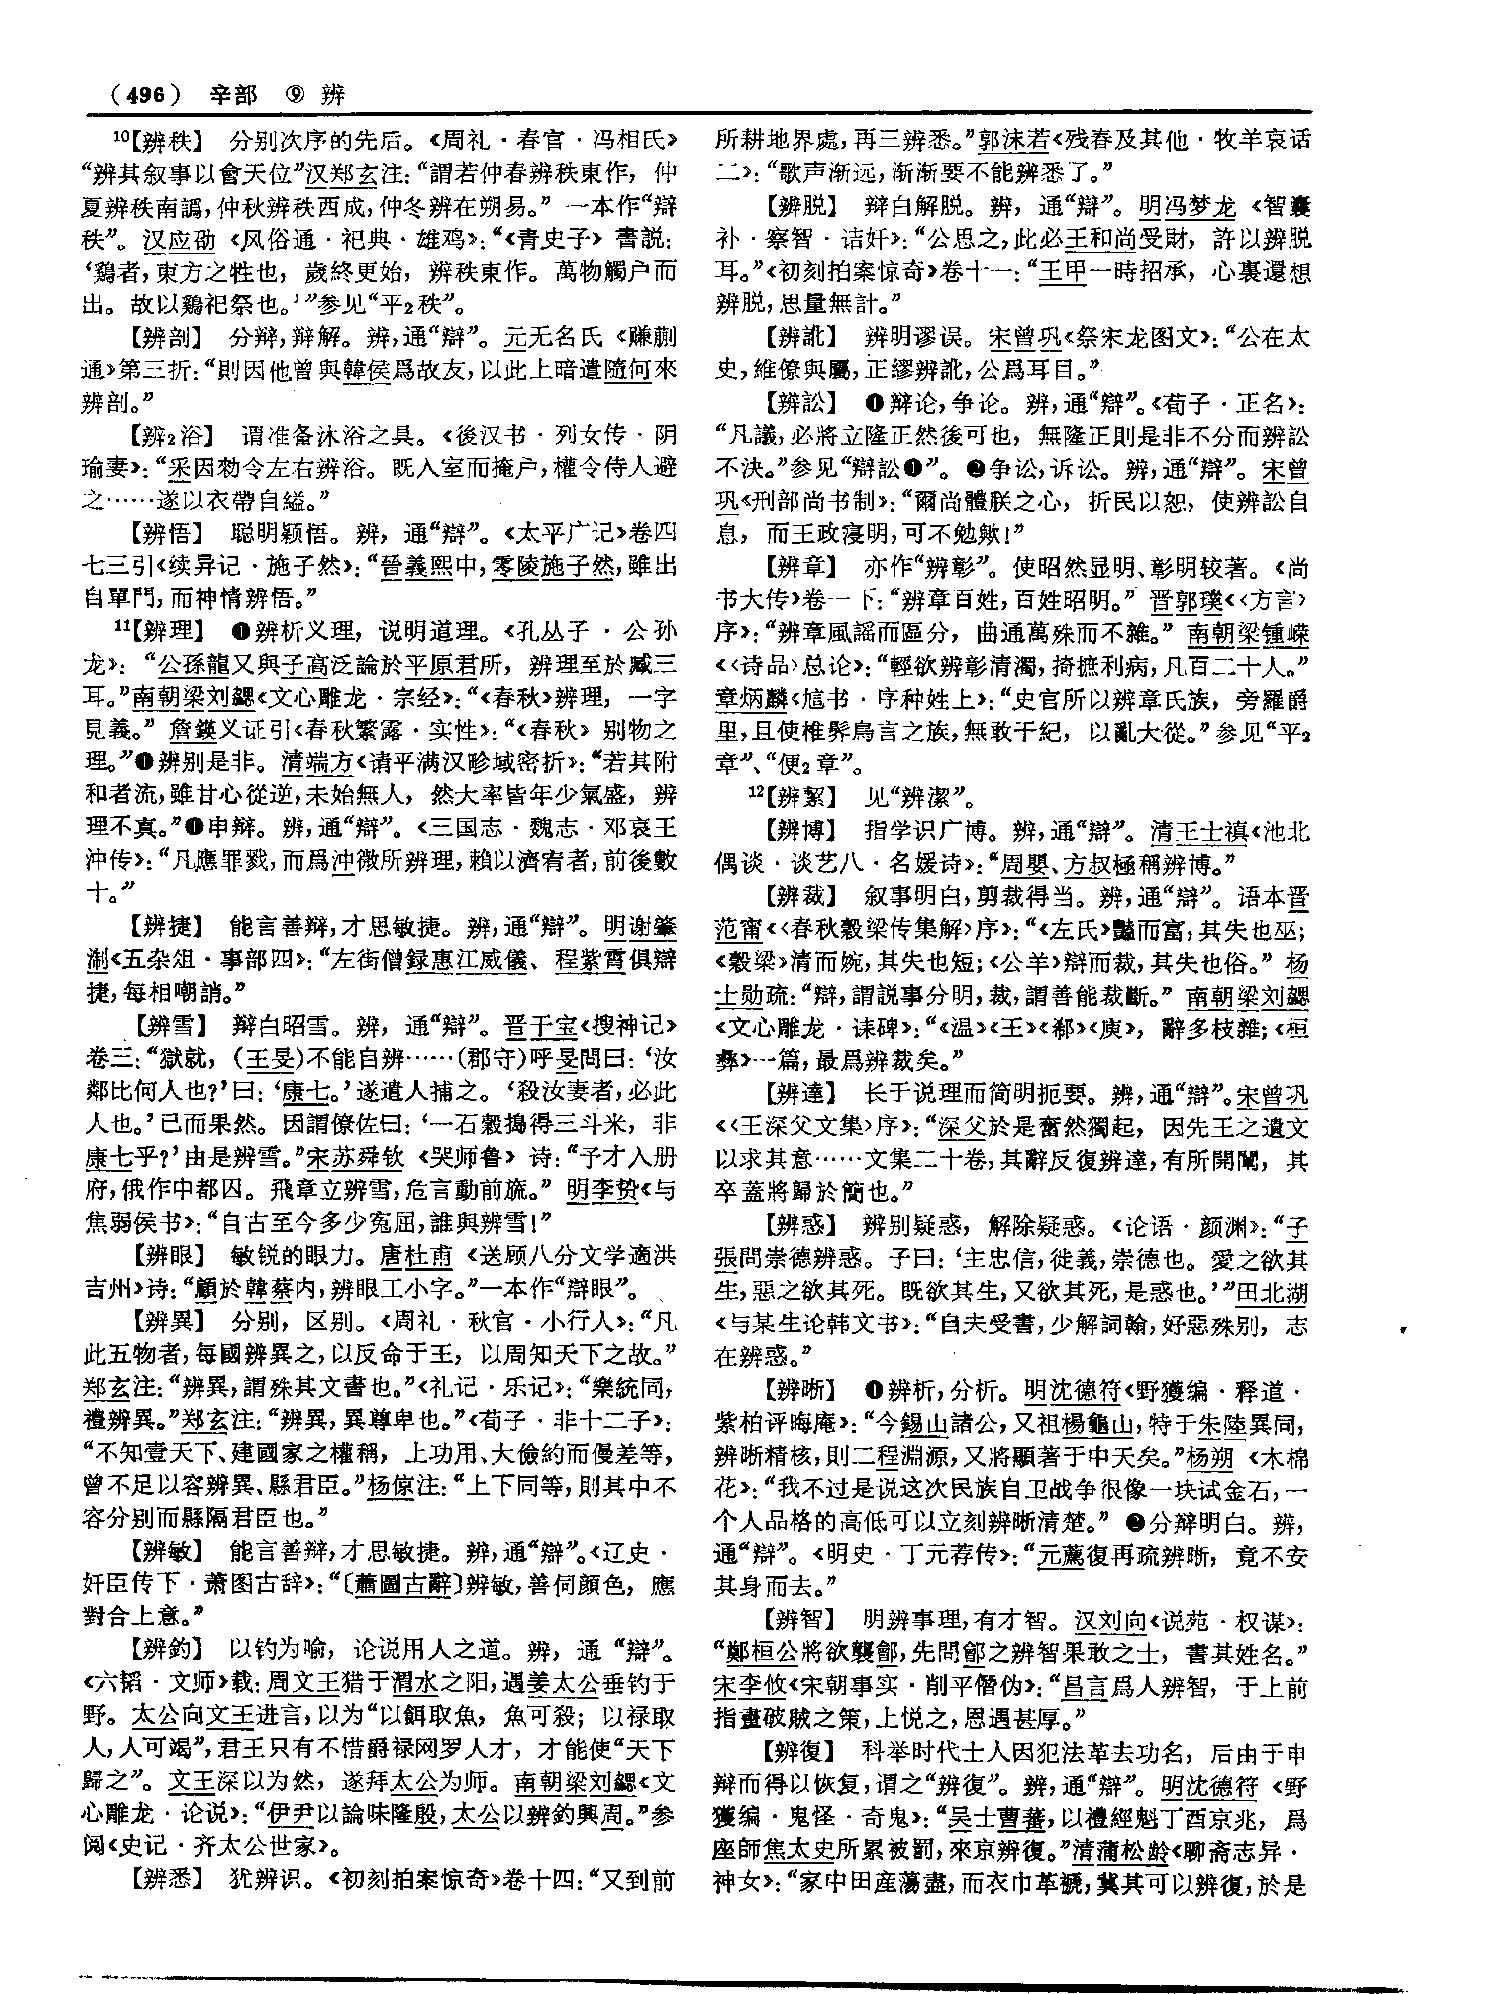 （496） 辛部 ⑨ 辨
10【辨秩】 分别次序的先后。《周礼·春官·冯相氏》
“辨其叙事以會天位”汉郑玄注：“謂若仲春辨秩東作，仲
夏辨秩南譌，仲秋辨秩西成，仲冬辨在朔易。” 一本作“辯
秩”。汉应劭《风俗通·祀典·雄鸡》：“《青史子》書説：
‘鷄者，東方之牲也，歲終更始，辨秩東作。萬物觸户而
出。故以鷄祀祭也。’”参见“平2秩”。
【辨剖】 分辩，辩解。辨，通“辯”。元无名氏《赚蒯
通》第三折：“則因他曾與韓侯爲故友，以此上暗遣隨何來
辨剖。”
【辨2浴】 谓准备沐浴之具。《後汉书·列女传·阴
瑜妻》：“采因勑令左右辨浴。既入室而掩户，權令侍人避
之……遂以衣帶自縊。”
【辨悟】 聪明颖悟。辨，通“辯”。《太平广记》卷四
七三引《续异记·施子然》：“晉義熙中，零陵施子然，雖出
自單門，而神情辨悟。”
11【辨理】 ❶辨析义理，说明道理。《孔丛子·公孙
龙》：“公孫龍又與子高泛論於平原君所，辨理至於臧三
耳。”南朝梁刘勰《文心雕龙·宗经》：“《春秋》辨理，一字
見義。” 詹鍈义证引《春秋繁露·实性》：“《春秋》别物之
理。”❶辨别是非。清端方《请平满汉畛域密折》：“若其附
和者流，雖甘心從逆，未始無人，然大率皆年少氣盛，辨
理不真。”❶申辩。辨，通“辯”。《三国志·魏志·邓哀王
沖传》：“凡應罪戮，而爲沖微所辨理，賴以濟宥者，前後數
十。”
【辨捷】 能言善辩，才思敏捷。辨，通“辯”。明谢肇
淛《五杂俎·事部四》：“左街僧録惠江威儀、程紫霄俱辯
捷，每相嘲誚。”
【辨雪】 辩白昭雪。辨，通“辯”。晋干宝《搜神记》
卷三：“獄就，（王旻）不能自辨……（郡守）呼旻問曰：‘汝
鄰比何人也？’曰：‘康七。’遂遣人捕之。‘殺汝妻者，必此
人也。’已而果然。因謂僚佐曰：‘一石穀搗得三斗米，非
康七乎？’由是辨雪。”宋苏舜钦《哭师鲁》诗：“予才入册
府，俄作中都囚。飛章立辨雪，危言動前旒。” 明李贽《与
焦弱侯书》：“自古至今多少寃屈，誰與辨雪！”
【辨眼】 敏锐的眼力。唐杜甫《送顾八分文学適洪
吉州》诗：“顧於韓蔡内，辨眼工小字。”一本作“辯眼”。
【辨異】 分别，区别。《周礼·秋官·小行人》：“凡
此五物者，每國辨異之，以反命于王，以周知天下之故。”
郑玄注：“辨異，謂殊其文書也。”《礼记·乐记》：“樂統同，
禮辨異。”郑玄注：“辨異，異尊卑也。”《荀子·非十二子》：
“不知壹天下、建國家之權稱，上功用、大儉約而僈差等，
曾不足以容辨異、縣君臣。”杨倞注：“上下同等，則其中不
容分别而縣隔君臣也。”
【辨敏】 能言善辩，才思敏捷。辨，通“辯”。《辽史·
奸臣传下·萧图古辞》：“〔蕭圖古辭〕辨敏，善伺顔色，應
對合上意。”
【辨釣】 以钓为喻，论说用人之道。辨，通“辯”。
《六韬·文师》载：周文王猎于渭水之阳，遇姜太公垂钓于
野。太公向文王进言，以为“以餌取魚，魚可殺；以禄取
人，人可竭”，君王只有不惜爵禄网罗人才，才能使“天下
歸之”。文王深以为然，遂拜太公为师。南朝梁刘勰《文
心雕龙·论说》：“伊尹以論味隆殷，太公以辨釣興周。”参
阅《史记·齐太公世家》。
【辨悉】 犹辨识。《初刻拍案惊奇》卷十四：“又到前
所耕地界處，再三辨悉。”郭沫若《残春及其他·牧羊哀话
二》：“歌声渐远，渐渐要不能辨悉了。”
【辨脱】 辩白解脱。辨，通“辯”。明冯梦龙《智囊
补·察智·诘奸》：“公思之，此必王和尚受財，許以辨脱
耳。”《初刻拍案惊奇》卷十一：“王甲一時招承，心裏還想
辨脱，思量無計。”
【辨訛】 辨明谬误。宋曾巩《祭宋龙图文》：“公在太
史，維僚與屬，正繆辨訛，公爲耳目。”
【辨訟】 ❶辩论，争论。辨，通“辯”。《荀子·正名》：
“凡議，必將立隆正然後可也，無隆正則是非不分而辨訟
不決。”参见“辯訟❶”。 ❷争讼，诉讼。辨，通“辯”。宋曾
巩《刑部尚书制》：“爾尚體朕之心，折民以恕，使辨訟自
息，而王政寖明，可不勉歟！”
【辨章】 亦作“辨彰”。使昭然显明、彰明较著。《尚
书大传》卷一下：“辨章百姓，百姓昭明。” 晋郭璞《〈方言〉
序》：“辨章風謡而區分，曲通萬殊而不雜。” 南朝梁锺嵘
《〈诗品〉总论》：“輕欲辨彰清濁，掎摭利病，凡百二十人。”
章炳麟《訄书·序种姓上》：“史官所以辨章氏族，旁羅爵
里，且使椎髻鳥言之族，無敢干紀，以亂大從。”参见“平2
章”、“便2章”。
12【辨絜】 见“辨潔”。
【辨博】 指学识广博。辨，通“辯”。清王士禛《池北
偶谈·谈艺八·名媛诗》：“周嬰、方叔極稱辨博。”
【辨裁】 叙事明白，剪裁得当。辨，通“辯”。语本晋
范甯《〈春秋穀梁传集解〉序》：“《左氏》豔而富，其失也巫；
《穀梁》清而婉，其失也短；《公羊》辯而裁，其失也俗。” 杨
士勋疏：“辯，謂説事分明，裁，謂善能裁斷。” 南朝梁刘勰
《文心雕龙·诔碑》：“《温》《王》《郗》《庾》，辭多枝雜；《桓
彝》一篇，最爲辨裁矣。”
【辨達】 长于说理而简明扼要。辨，通“辯”。宋曾巩
《〈王深父文集〉序》：“深父於是奮然獨起，因先王之遺文
以求其意……文集二十卷，其辭反復辨達，有所開闡，其
卒蓋將歸於簡也。”
【辨惑】 辨别疑惑，解除疑惑。《论语·颜渊》：“子
張問崇德辨惑。子曰：‘主忠信，徙義，崇德也。愛之欲其
生，惡之欲其死。既欲其生，又欲其死，是惑也。’”田北湖
《与某生论韩文书》：“自夫受書，少解詞翰，好惡殊别，志
在辨惑。”
【辨晰】 ❶辨析，分析。明沈德符《野獲编·释道·
紫柏评晦庵》：“今錫山諸公，又祖楊龜山，特于朱陸異同，
辨晰精核，則二程淵源，又將顯著于中天矣。”杨朔《木棉
花》：“我不过是说这次民族自卫战争很像一块试金石，一
个人品格的高低可以立刻辨晰清楚。” ❷分辩明白。辨，
通“辯”。《明史·丁元荐传》：“元薦復再疏辨晰，竟不安
其身而去。”
【辨智】 明辨事理，有才智。汉刘向《说苑·权谋》：
“鄭桓公將欲襲鄶，先問鄶之辨智果敢之士，書其姓名。”
宋李攸《宋朝事实·削平僭伪》：“昌言爲人辨智，于上前
指畫破賊之策，上悦之，恩遇甚厚。”
【辨復】 科举时代士人因犯法革去功名，后由于申
辩而得以恢复，谓之“辨復”。辨，通“辯”。明沈德符《野
獲编·鬼怪·奇鬼》：“吴士曹蕃，以禮經魁丁酉京兆，爲
座師焦太史所累被罰，來京辨復。”清蒲松龄《聊斋志异·
神女》：“家中田産蕩盡，而衣巾革褫，冀其可以辨復，於是